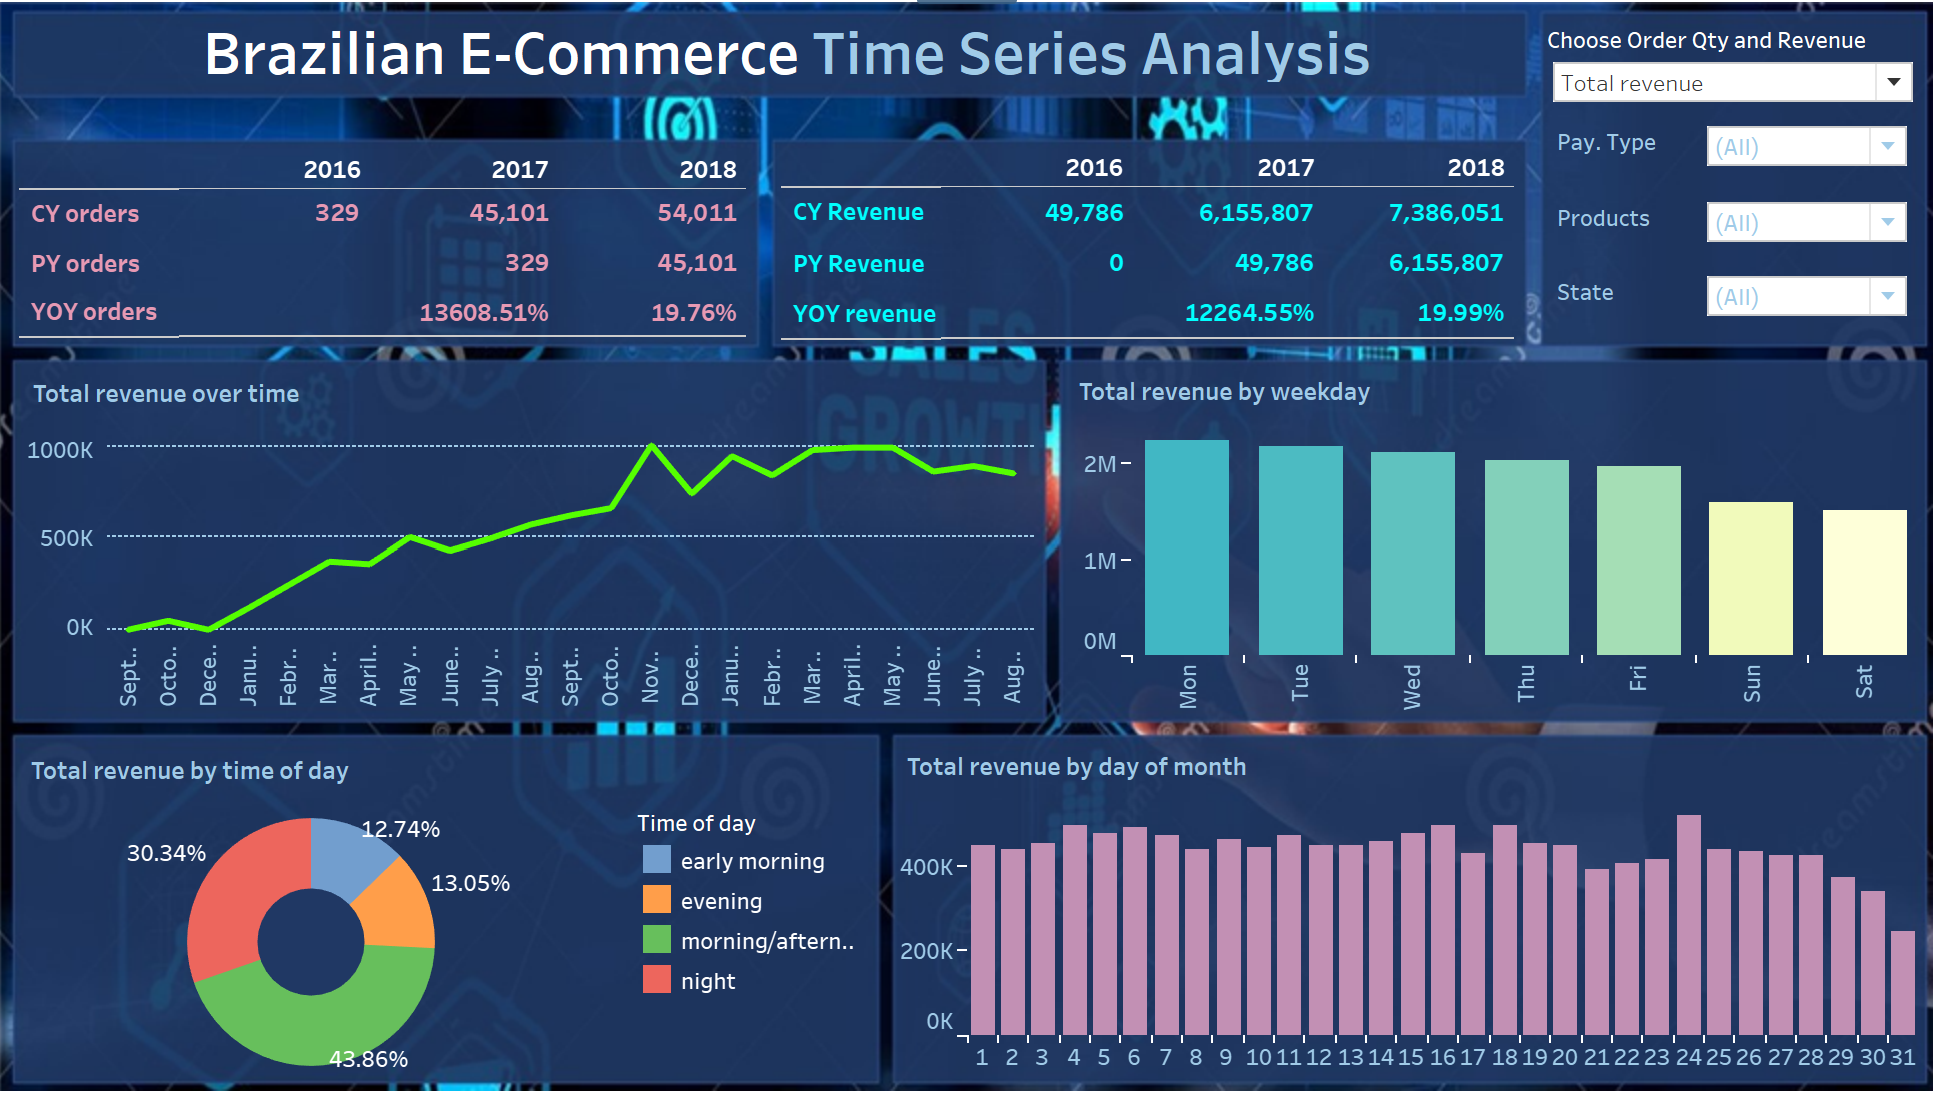 Brazilian E-Commerce Time Series Analysis
Choose Order Qty and Revenue
Total revenue
Pay. Type (All)
Products (All)
State (All)
2016 2017 2018
CY orders 329 45,101 54,011
PY orders 329 45,101
YOY orders 13608.51% 19.76%
2016 2017 2018
CY Revenue 49,786 6,155,807 7,386,051
PY Revenue 0 49,786 6,155,807
YOY revenue 12264.55% 19.99%
SALES
GROWTH
Total revenue over time
1000K
500K
0K
Sept.. Octo.. Dece.. Janu.. Febr.. Mar.. April.. May .. June.. July .. Aug.. Sept.. Octo.. Nov.. Dece.. Janu.. Febr.. Mar.. April.. May .. June.. July .. Aug..
Total revenue by weekday
2M
1M
0M
Mon Tue Wed Thu Fri Sun Sat
Total revenue by time of day
12.74%
30.34%
13.05%
43.86%
Time of day
early morning
evening
morning/aftern..
night
Total revenue by day of month
400K
200K
0K
1 2 3 4 5 6 7 8 9 10 11 12 13 14 15 16 17 18 19 20 21 22 23 24 25 26 27 28 29 30 31